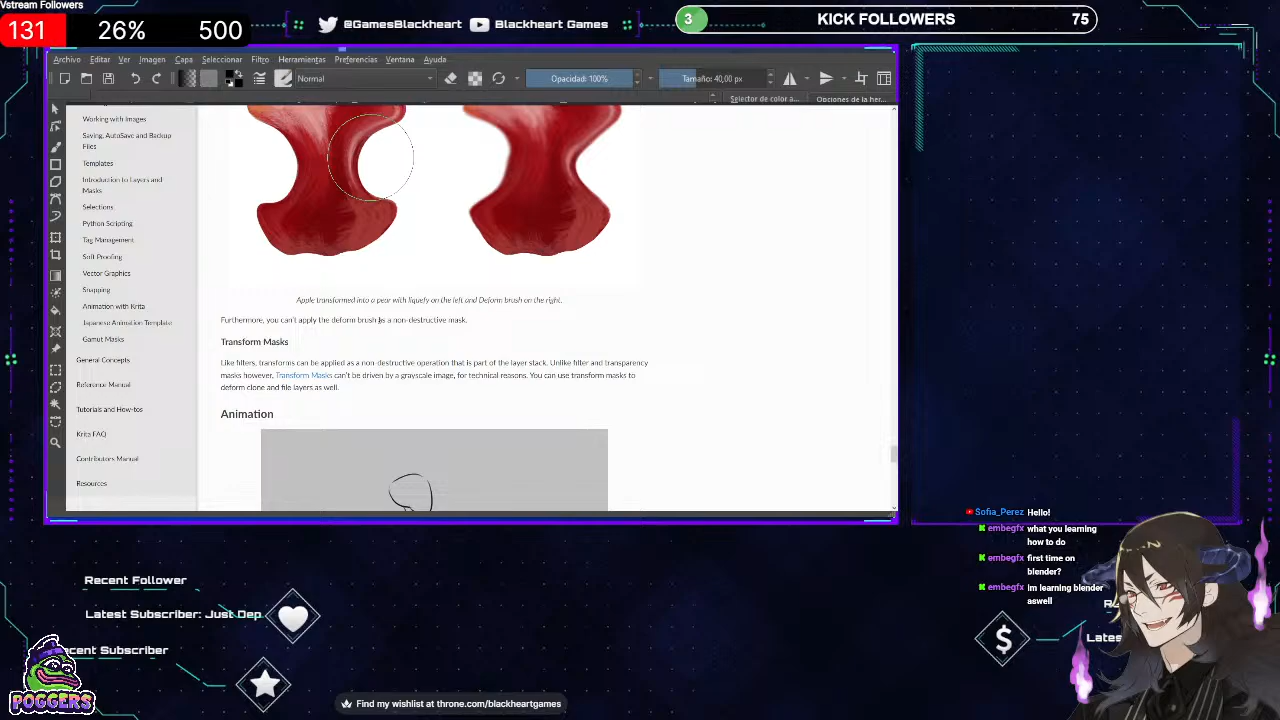 Vstream Followers
131 26% 500
@GamesBlackheart Blackheart Games
3 KICK FOLLOWERS 75
Archivo Editar Ver Imagen Capa Seleccionar Filtro Herramientas Preferencias Ventana Ayuda
Normal Opacidad: 100% Tamaño: 40,00 px
Selector de color a... Opciones de la her...
Working with Images
Saving, AutoSave and Backup
Files
Templates
Introduction to Layers and
Masks
Selections
Python Scripting
Tag Management
Soft Proofing
Vector Graphics
Snapping
Animation with Krita
Japanese Animation Template
Gamut Masks
General Concepts
Reference Manual
Tutorials and How-tos
Krita FAQ
Contributors Manual
Resources
Apple transformed into a pear with liquefy on the left and Deform brush on the right.
Furthermore, you can't apply the deform brush as a non-destructive mask.
Transform Masks
Like filters, transforms can be applied as a non-destructive operation that is part of the layer stack. Unlike filter and transparency
masks however, Transform Masks can't be driven by a grayscale image, for technical reasons. You can use transform masks to
deform clone and file layers as well.
Animation
Sofia_Perez Hello!
embegfx what you learning
how to do
embegfx first time on
blender?
embegfx Im learning blender
aswell
Recent Follower
Latest Subscriber: Just Dep
cent Subscriber
POGGERS
$
Lates
Find my wishlist at throne.com/blackheartgames